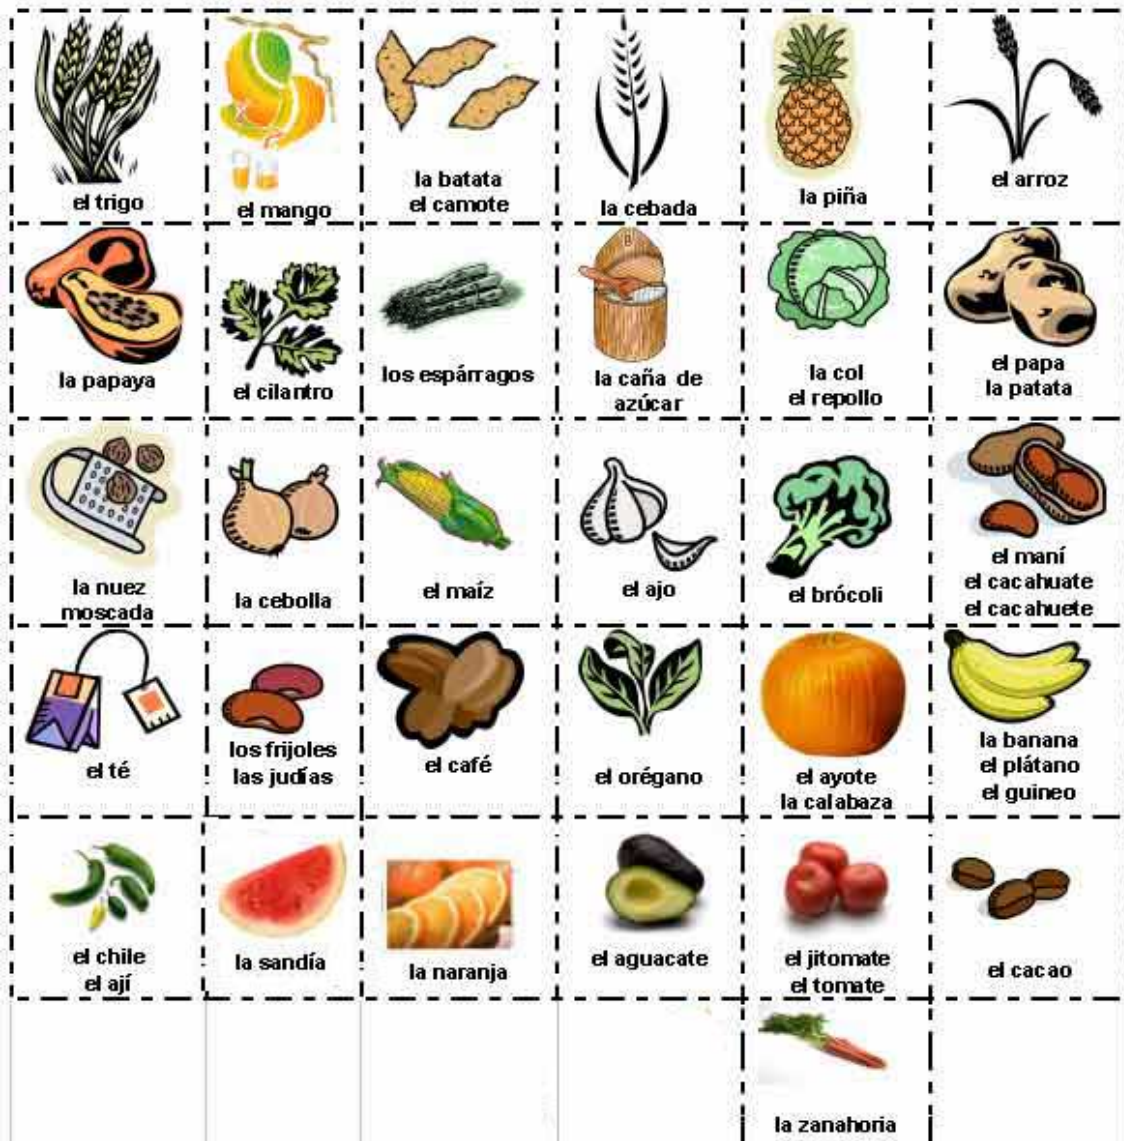 el trigo
el mango
la batata
el camote
la cebada
la piña
el arroz
la papaya
el cilantro
los espárragos
la caña de
azúcar
la col
el repollo
el papa
la patata
la nuez
moscada
la cebolla
el maíz
el ajo
el brócoli
el maní
el cacahuate
el cacahuete
el té
los frijoles
las judías
el café
el orégano
el ayote
la calabaza
la banana
el plátano
el guineo
el chile
el ají
la sandía
la naranja
el aguacate
el jitomate
el tomate
el cacao
la zanahoria